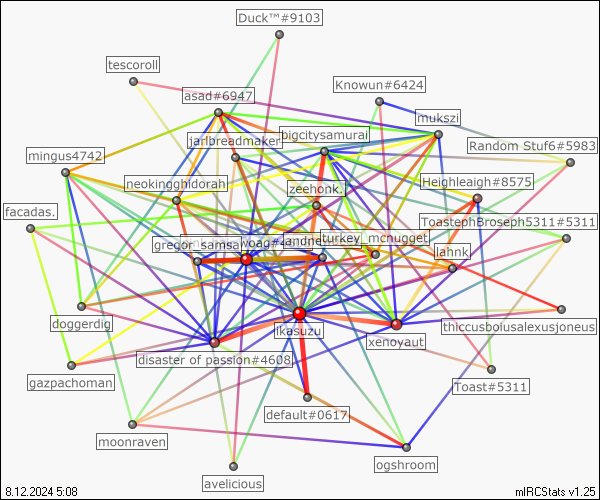 Duck™#9103
tescoroll
Knowun#6424
asad#6947
mukszi
bigcitysamurai
jarlbreadmaker
Random Stuf6#5983
mingus4742
neokingghidorah
Heighleaigh#8575
zeehonk.
facadas.
ToastephBroseph5311#5311
gregor_samsa
woag#4
andne
turkey_mcnugget
lahnk
doggerdig
ikasuzu
thiccusboiusalexusjoneus
xenoyaut
disaster of passion#4608
gazpachoman
Toast#5311
default#0617
moonraven
ogshroom
avelicious
8.12.2024 5:08
mIRCStats v1.25